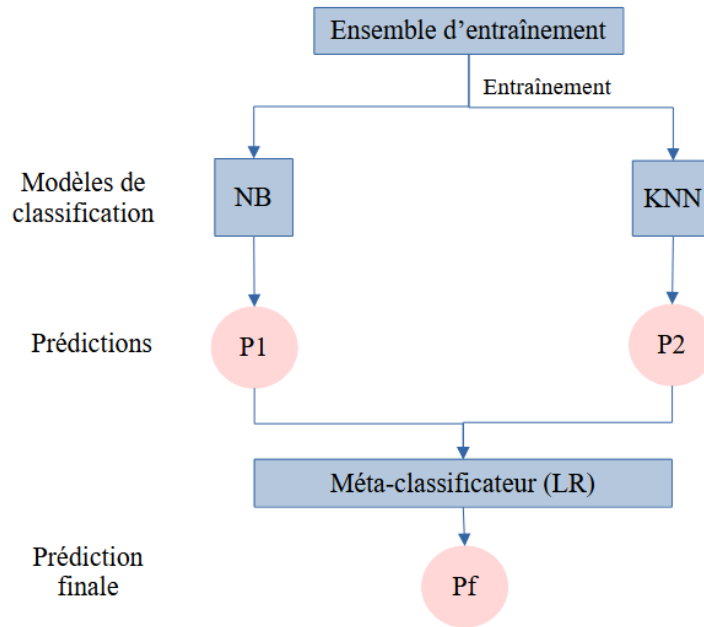 Ensemble d'entraînement
Entraînement
Modèles de
classification
NB
KNN
Prédictions
P1
P2
Méta-classificateur (LR)
Prédiction
finale
Pf